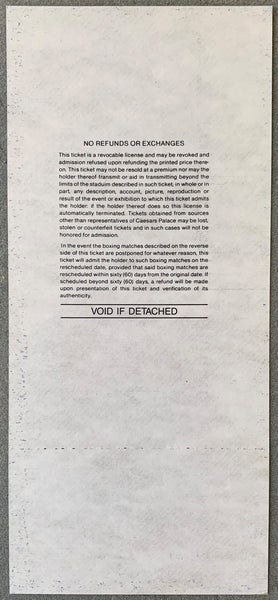 NO REFUNDS OR EXCHANGES
This ticket is a revocable license and may be revoked and
admission refused upon refunding the printed price there-
on. This ticket may not be resold at a premium nor may the
holder thereof transmit or aid in transmitting beyond the
limits of the staduim described in such ticket, in whole or in
part, any description, account, picture, reproduction or
result of the event or exhibition to which this ticket admits
the holder: if the holder thereof does so this license is
automatically terminated. Tickets obtained from sources
other than representatives of Caesars Palace may be lost,
stolen or counterfeit tickets and in such cases will not be
honored for admission.
In the event the boxing matches described on the reverse
side of this ticket are postponed for whatever reason, this
ticket will admit the holder to such boxing matches on the
rescheduled date, provided that said boxing matches are
rescheduled within sixty (60) days from the original date. If
scheduled beyond sixty (60) days, a refund will be made
upon presentation of this ticket and verification of its
authenticity.
VOID IF DETACHED